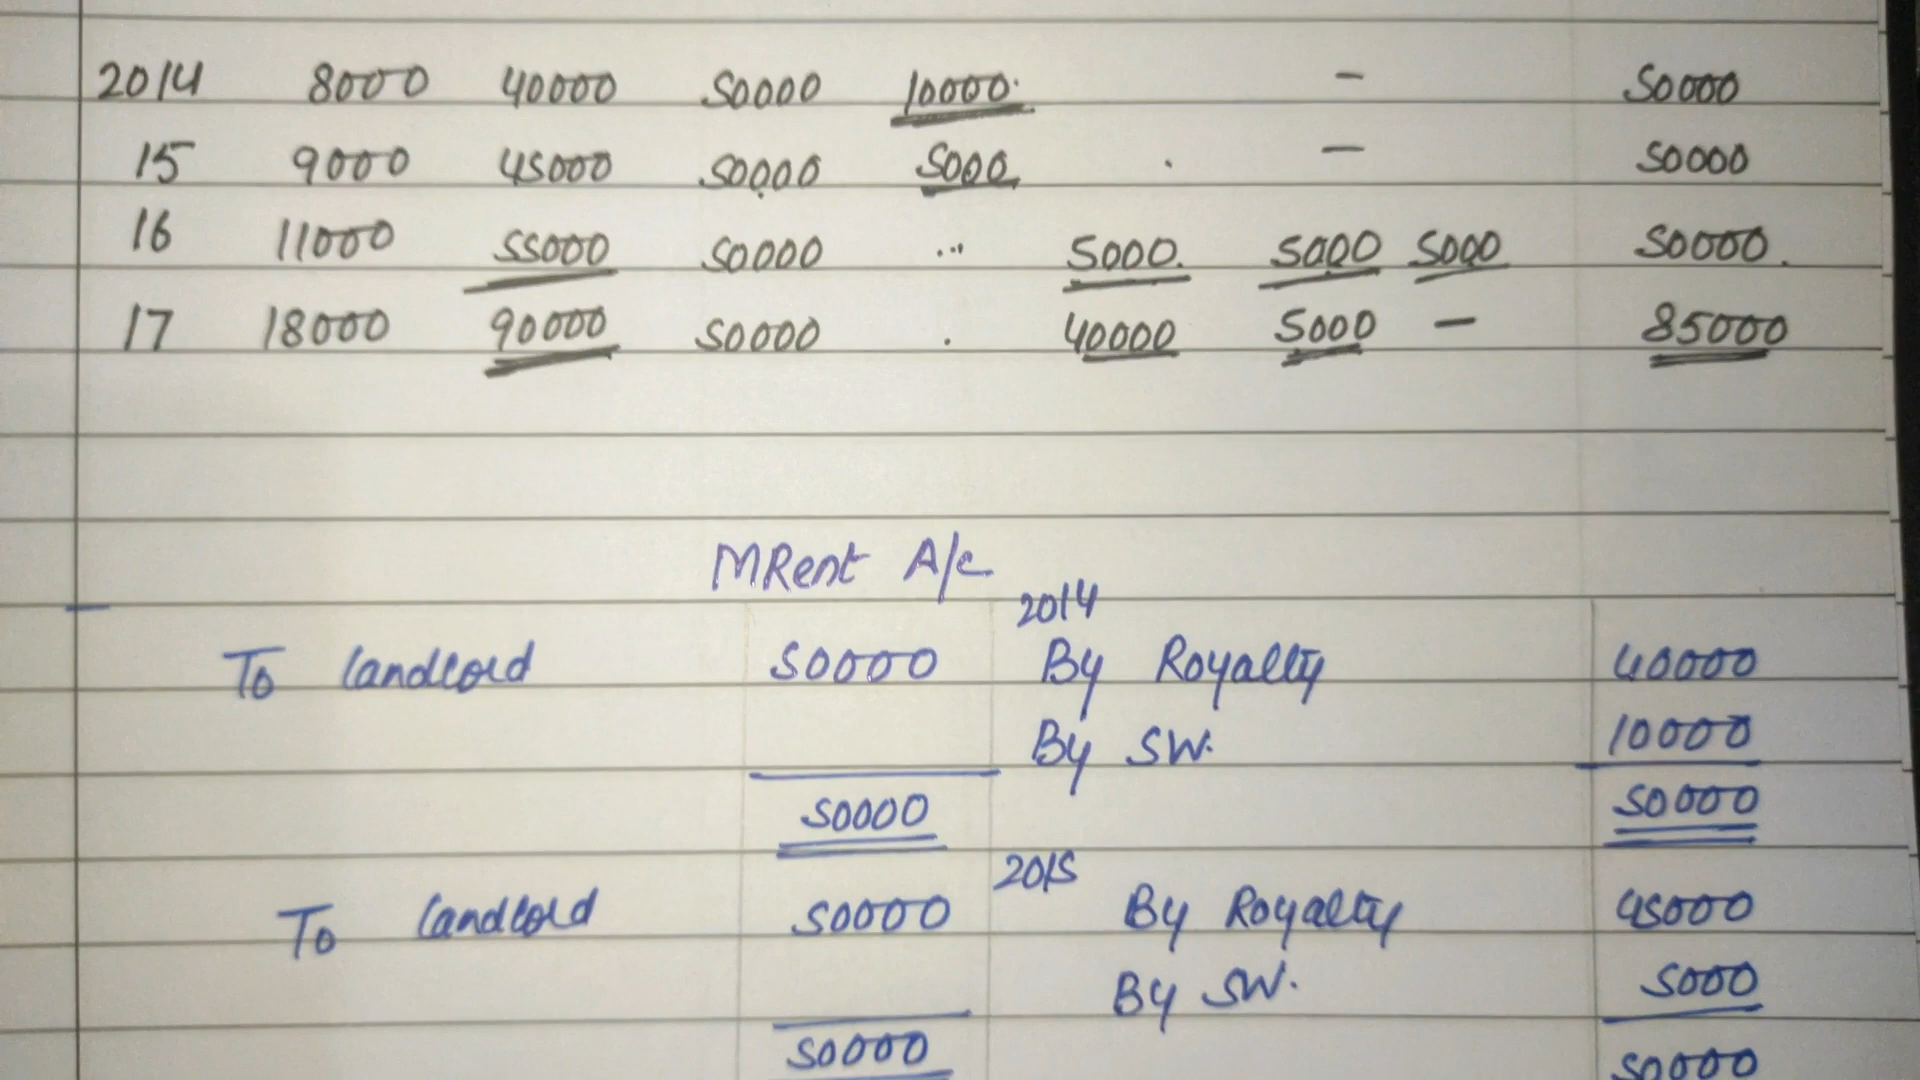 2014 8000 40000 50000 10000. - 50000
15 9000 45000 50000 5000 . - 50000
16 11000 55000 50000 ... 5000. 5000 5000 50000.
17 18000 90000 50000 . 40000 5000 - 85000
MRent A/c
2014
To landlord 50000 By Royalty 40000
By SW. 10000
50000 50000
2015
To landlord 50000 By Royalty 45000
By SW. 5000
50000 50000